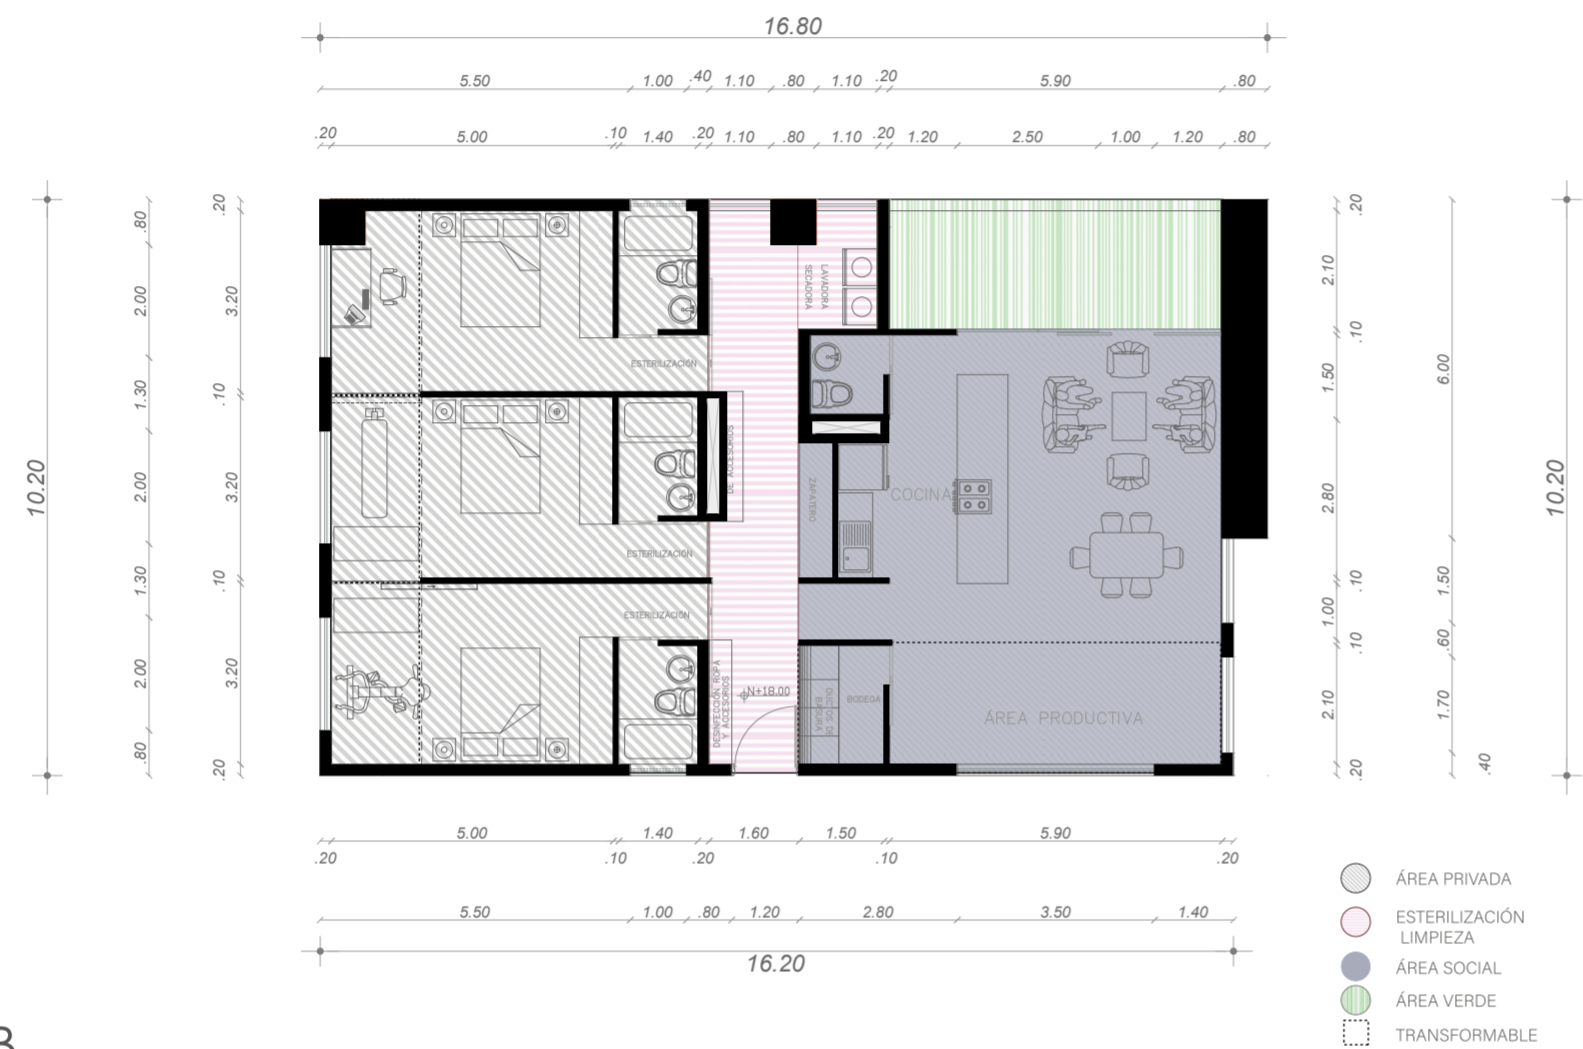 16.80
5.50 1.00 .40 1.10 .80 1.10 .20 5.90 .80
.20 5.00 .10 1.40 .20 1.10 .80 1.10 .20 1.20 2.50 1.00 1.20 .80
10.20
.80
2.00
1.30
2.00
1.30
2.00
.80
.20
3.20
.10
3.20
.10
3.20
.20
LAVADORA
SECADORA
ESTERILIZACIÓN
DE ACCESORIOS
ZAPATERO
COCINA
ESTERILIZACIÓN
ESTERILIZACIÓN
DESINFECCIÓN ROPA
Y ACCESORIOS
N+18.00
DUCTOS DE
BASURA
BODEGA
ÁREA PRODUCTIVA
.20
2.10
.10
1.50
2.80
.10
1.00
.10
2.10
.20
6.00
1.50
.60
1.70
.40
10.20
5.00 1.40 1.60 1.50 5.90
.20 .10 .20 .10 .20
5.50 1.00 .80 1.20 2.80 3.50 1.40
16.20
ÁREA PRIVADA
ESTERILIZACIÓN
LIMPIEZA
ÁREA SOCIAL
ÁREA VERDE
TRANSFORMABLE